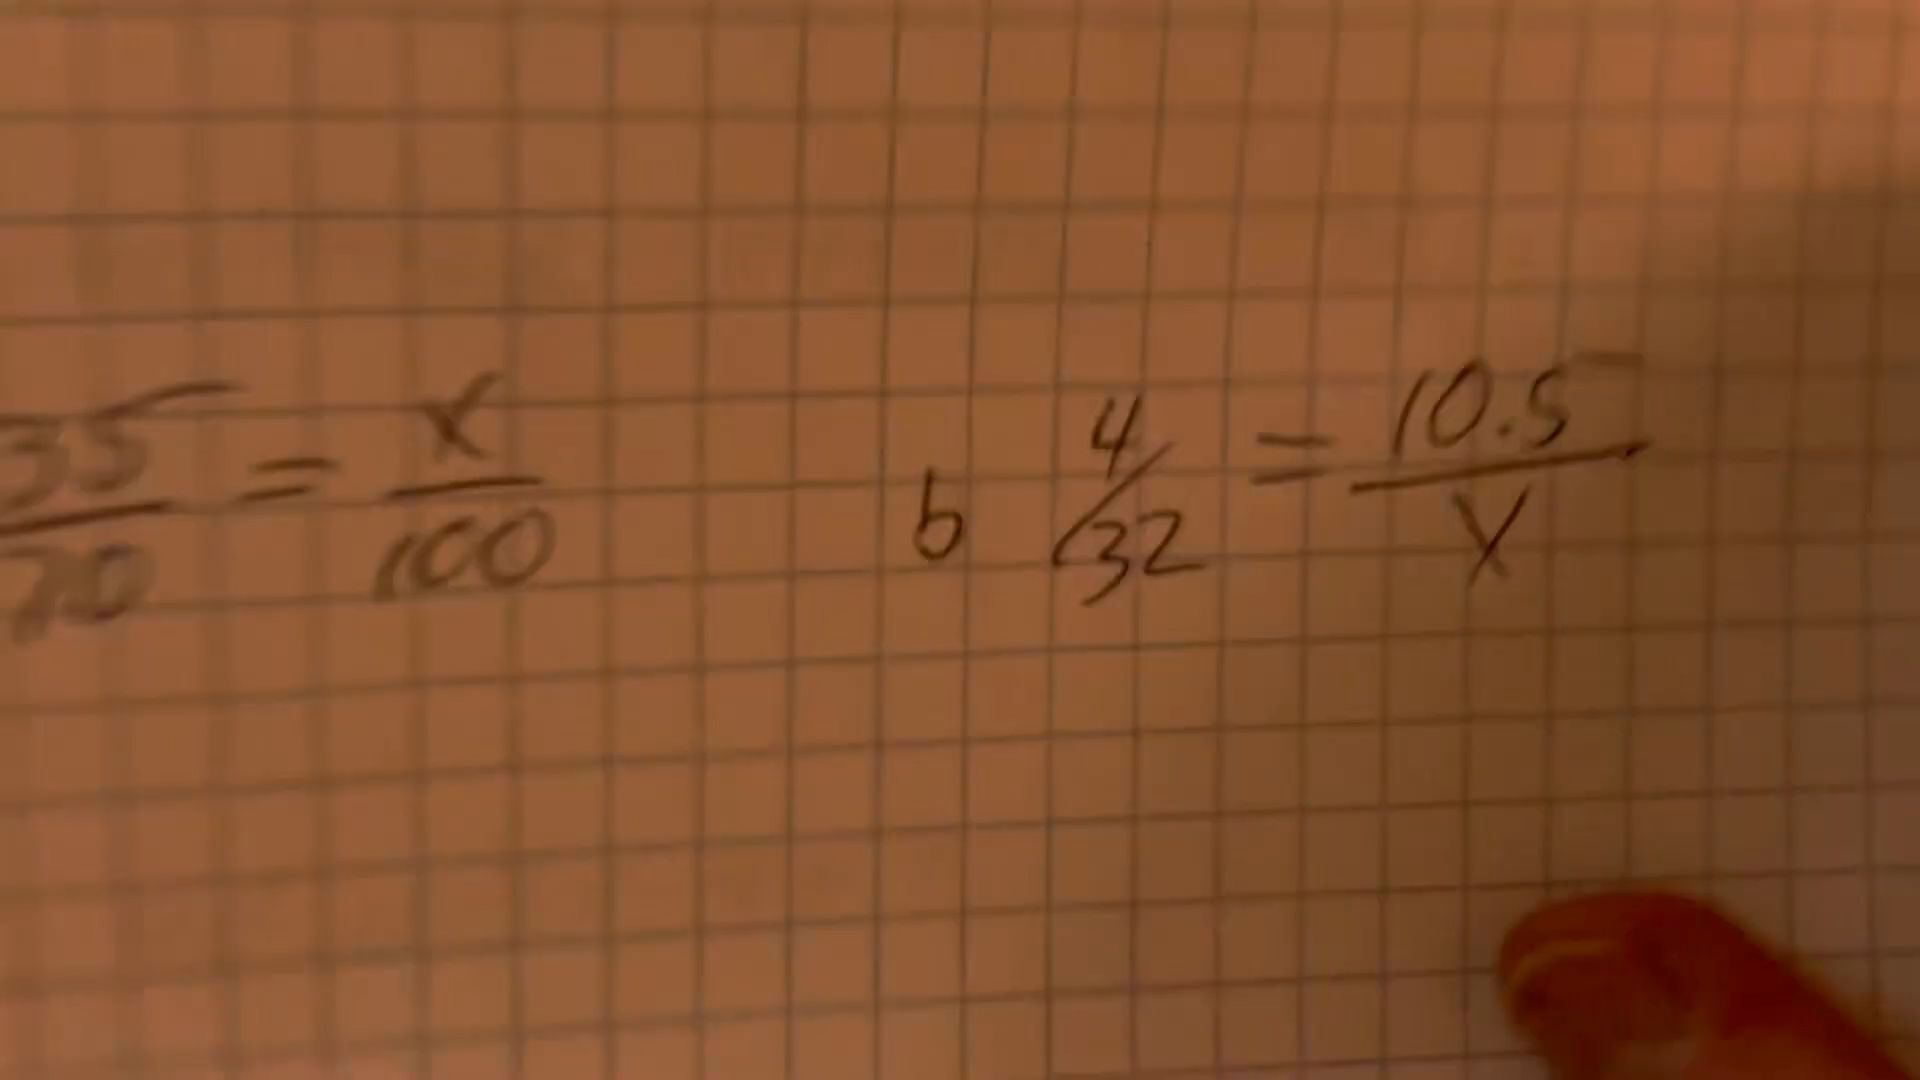 35/70 = x/100
b 4/32 = 10.5/x